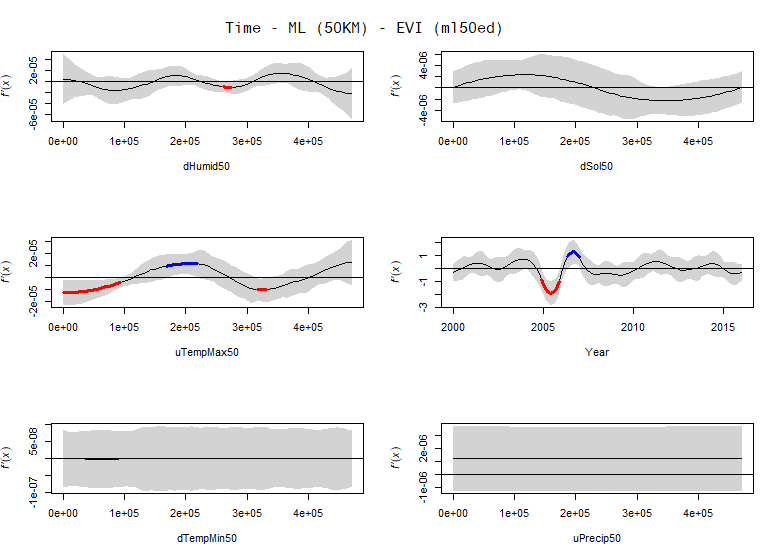 Time - ML (50KM) - EVI (ml50ed)
f'(x)
-6e-05 2e-05
0e+00 1e+05 2e+05 3e+05 4e+05
dHumid50
f'(x)
-4e-06 4e-06
0e+00 1e+05 2e+05 3e+05 4e+05
dSol50
f'(x)
-2e-05 2e-05
0e+00 1e+05 2e+05 3e+05 4e+05
uTempMax50
f'(x)
-3 -1 1
2000 2005 2010 2015
Year
f'(x)
-1e-07 5e-08
0e+00 1e+05 2e+05 3e+05 4e+05
dTempMin50
f'(x)
-1e-06 2e-06
0e+00 1e+05 2e+05 3e+05 4e+05
uPrecip50